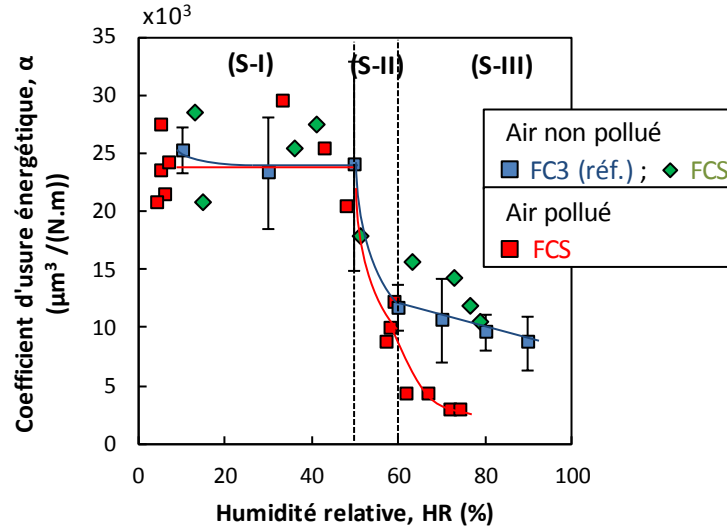 x10³
35
30
25
20
15
10
5
0
Coefficient d'usure énergétique, α
(µm³ /(N.m))
(S-I)
(S-II)
(S-III)
Air non pollué
FC3 (réf.) ; FCS
Air pollué
FCS
0 20 40 60 80 100
Humidité relative, HR (%)